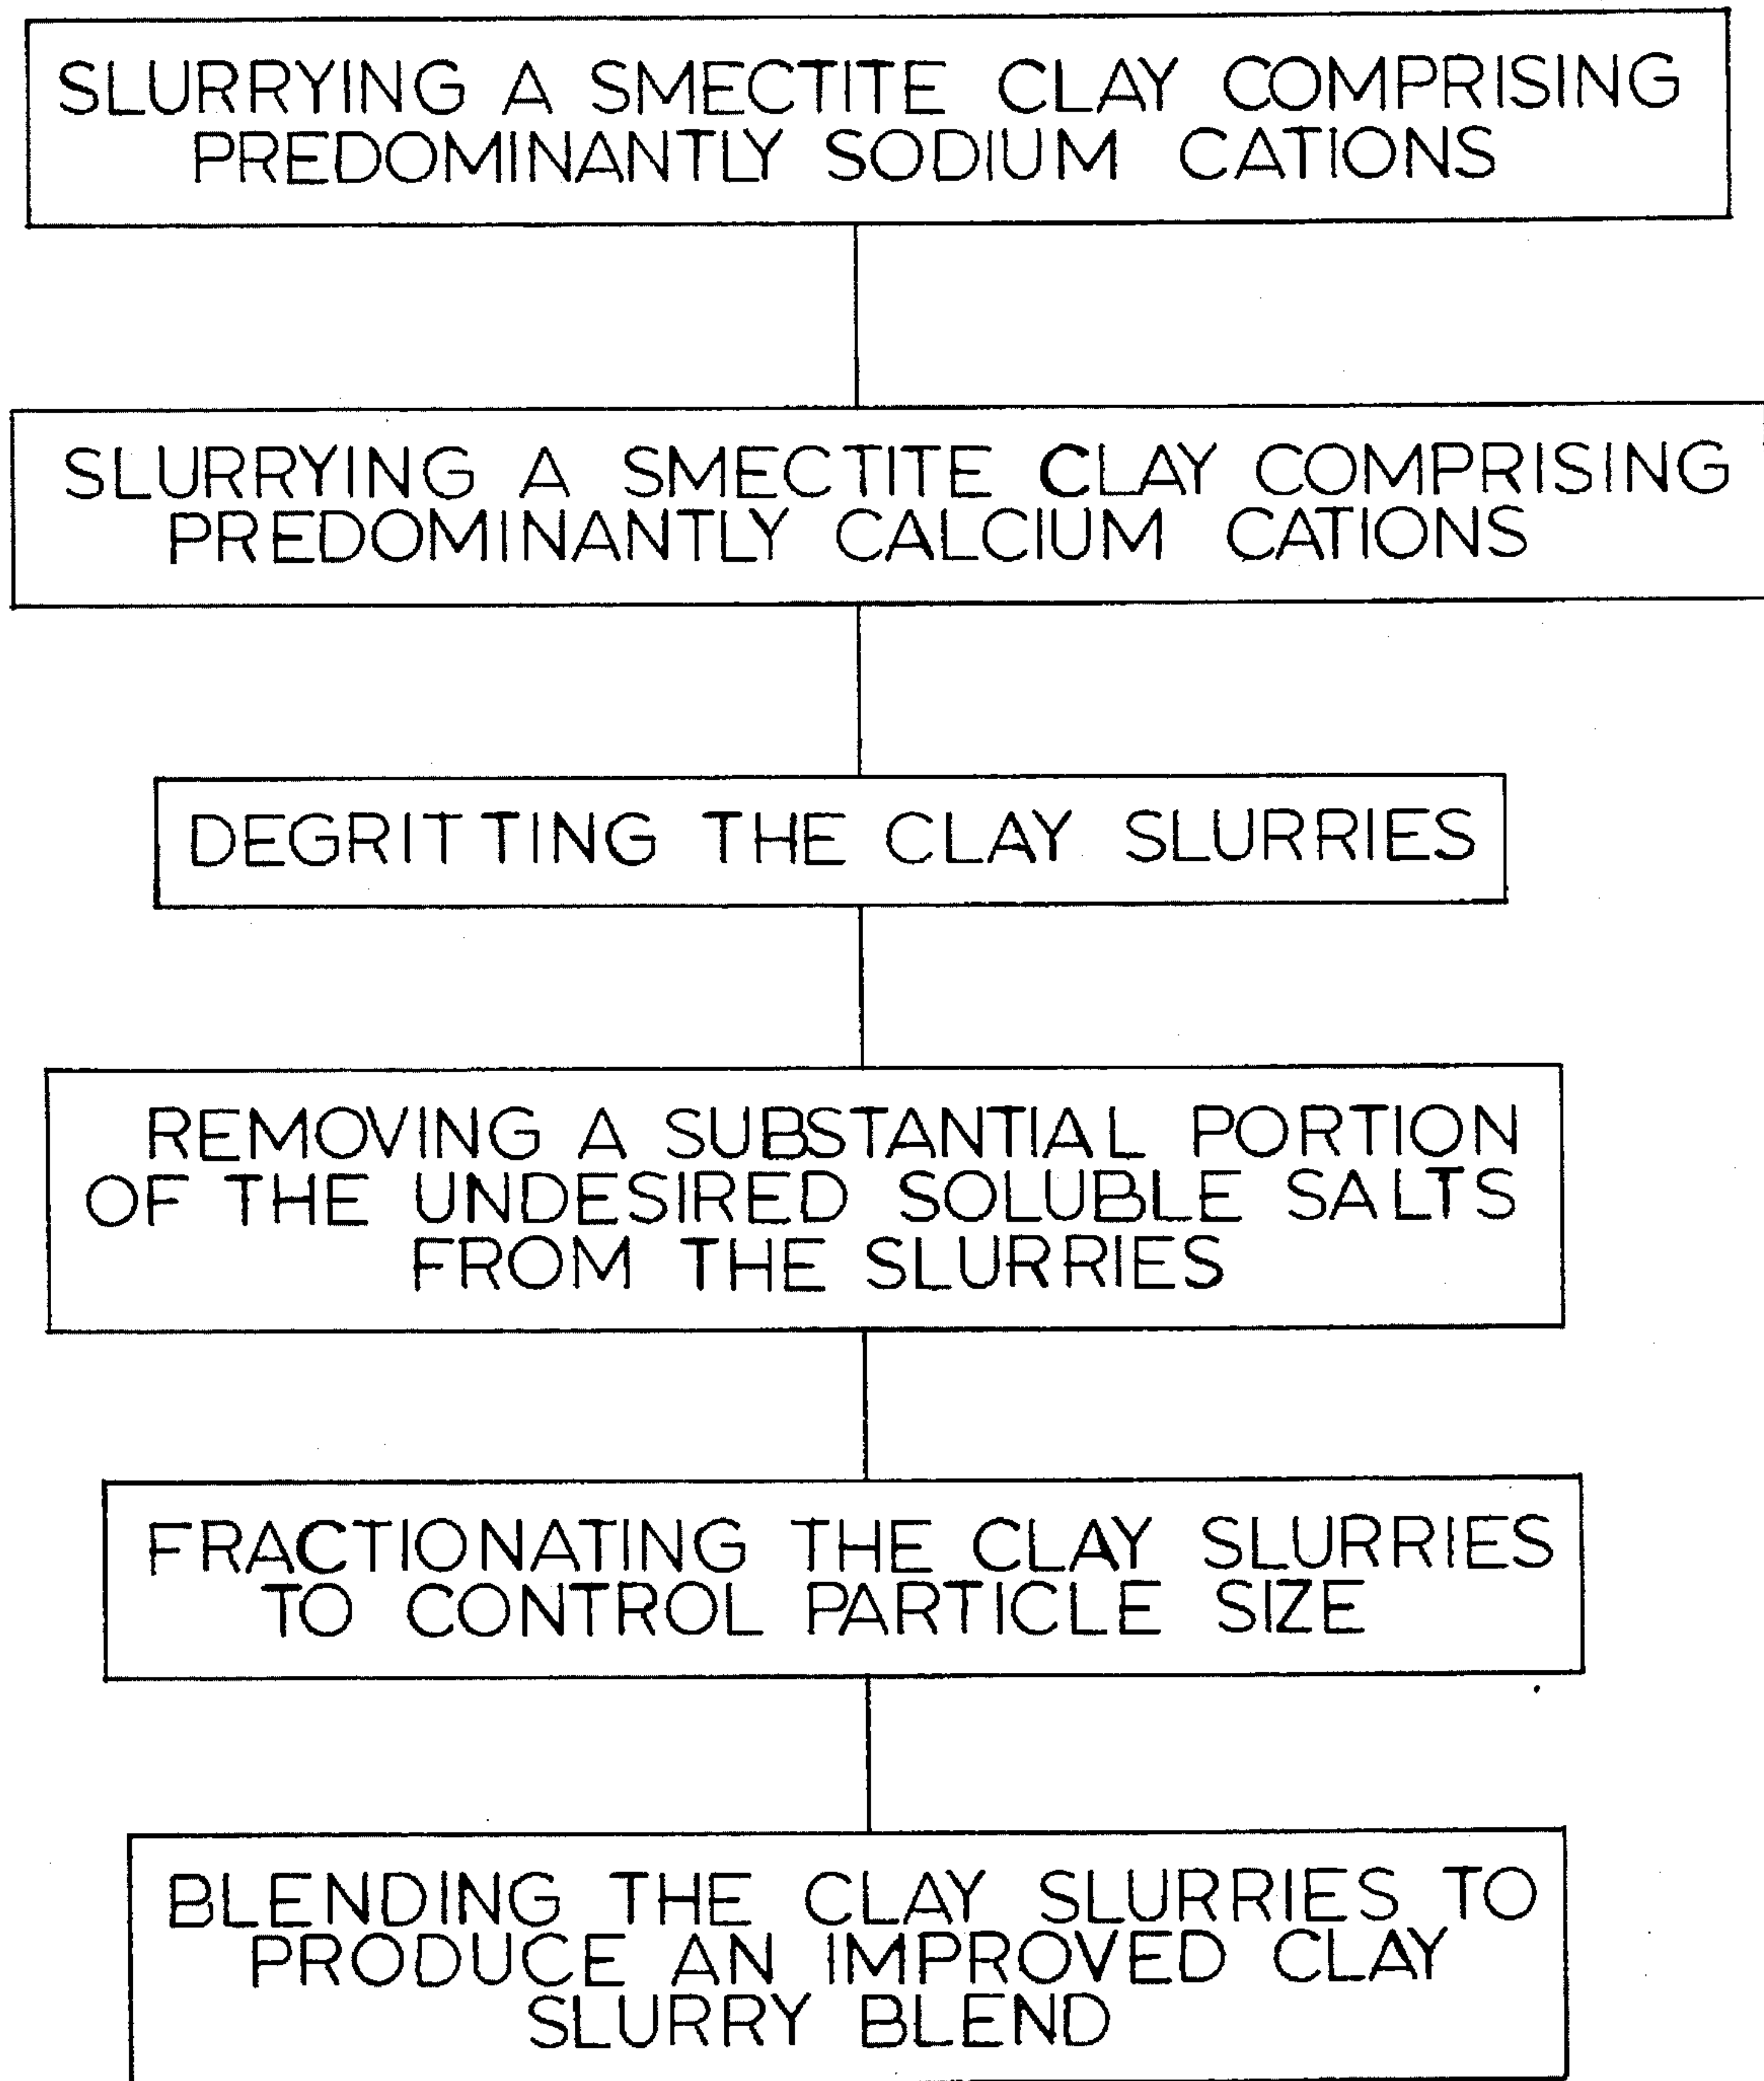 SLURRYING A SMECTITE CLAY COMPRISING
PREDOMINANTLY SODIUM CATIONS
SLURRYING A SMECTITE CLAY COMPRISING
PREDOMINANTLY CALCIUM CATIONS
DEGRITTING THE CLAY SLURRIES
REMOVING A SUBSTANTIAL PORTION
OF THE UNDESIRED SOLUBLE SALTS
FROM THE SLURRIES
FRACTIONATING THE CLAY SLURRIES
TO CONTROL PARTICLE SIZE
BLENDING THE CLAY SLURRIES TO
PRODUCE AN IMPROVED CLAY
SLURRY BLEND